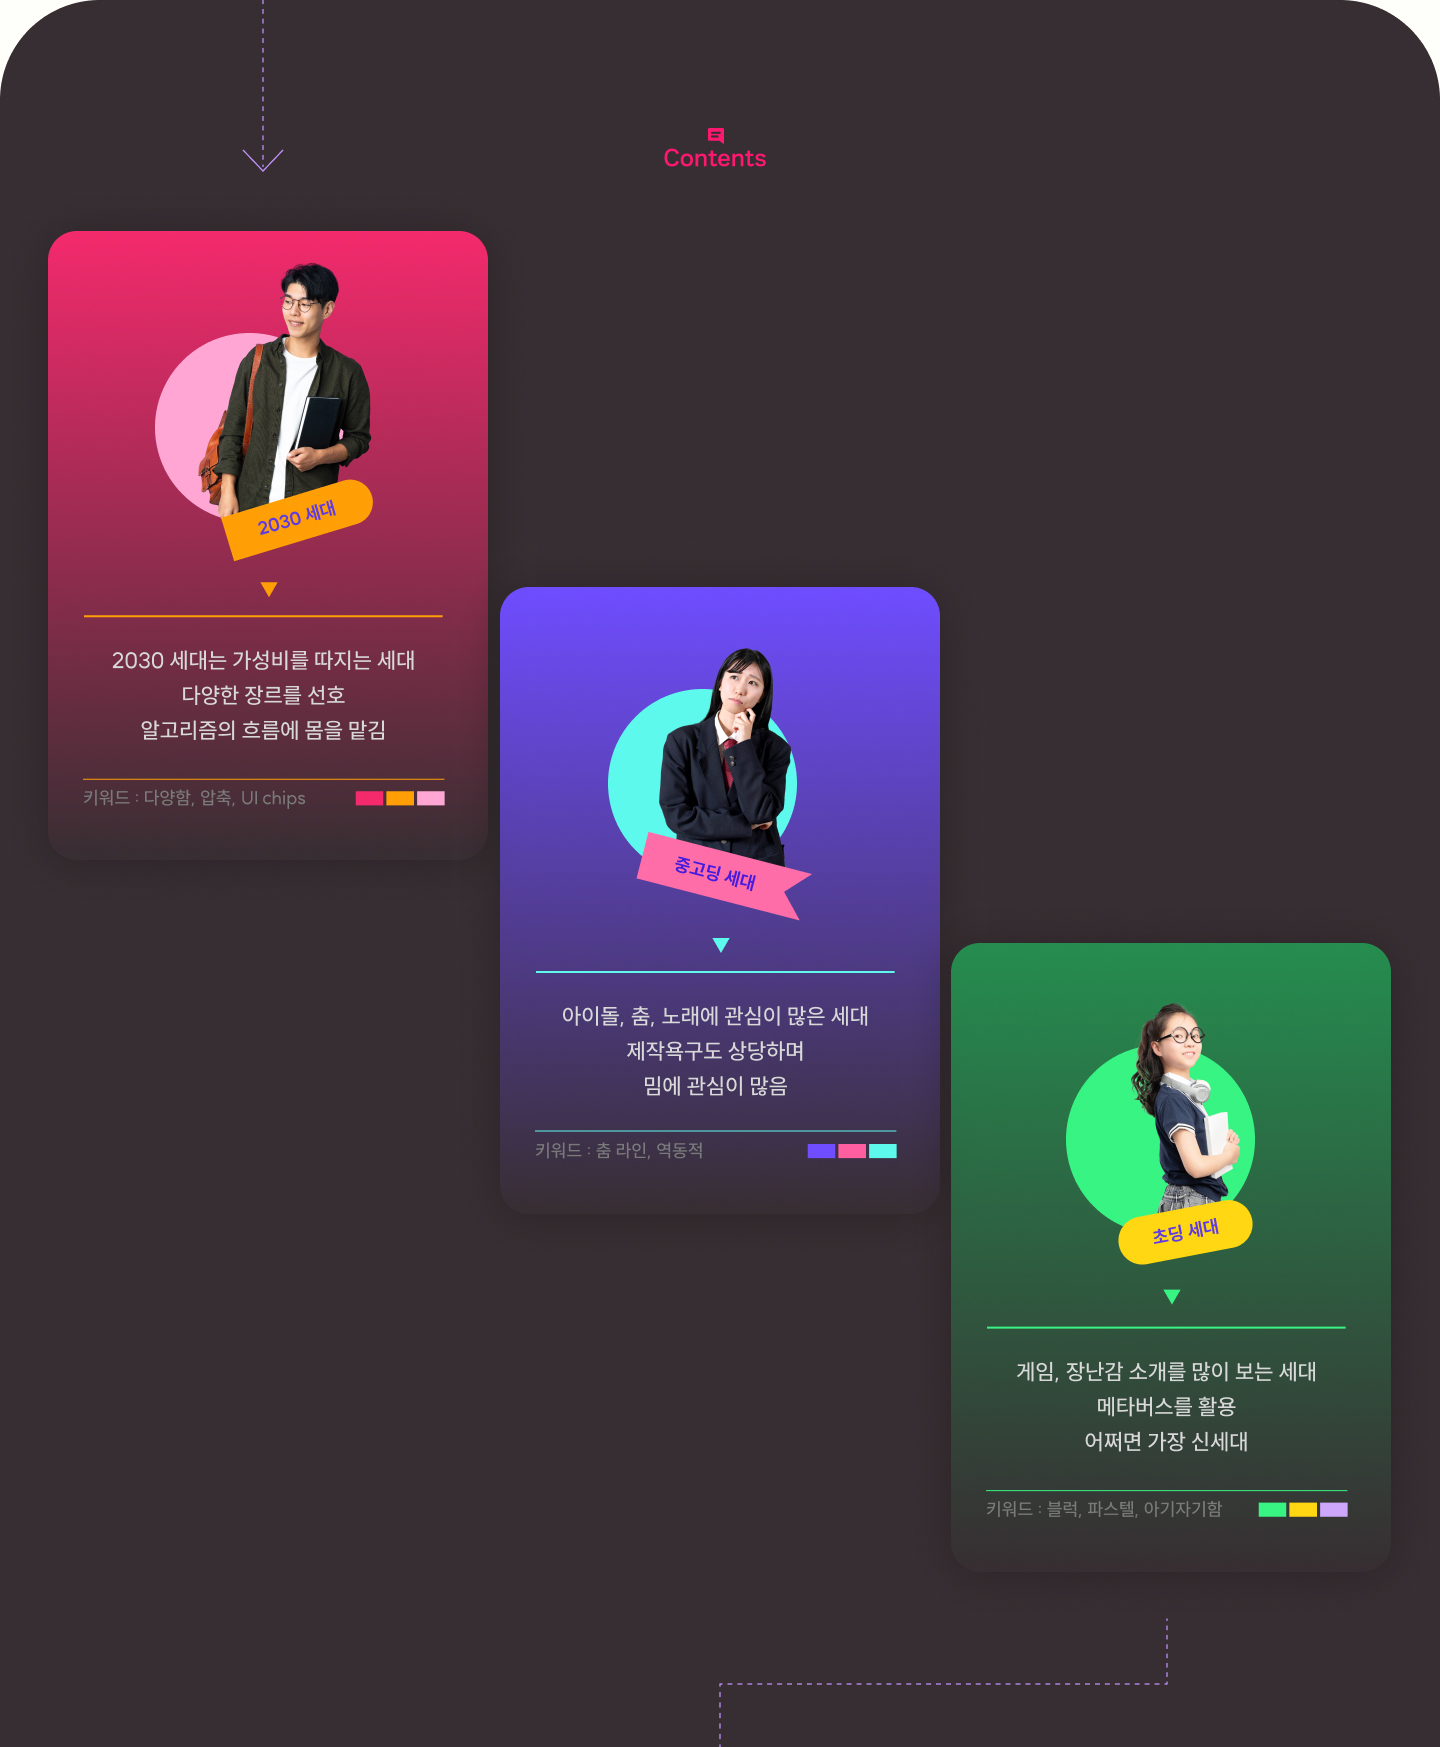 Contents
2030 세대
2030 세대는 가성비를 따지는 세대
다양한 장르를 선호
알고리즘의 흐름에 몸을 맡김
키워드 : 다양함, 압축, UI chips
중고딩 세대
아이돌, 춤, 노래에 관심이 많은 세대
제작욕구도 상당하며
밈에 관심이 많음
키워드 : 춤 라인, 역동적
초딩 세대
게임, 장난감 소개를 많이 보는 세대
메타버스를 활용
어쩌면 가장 신세대
키워드 : 블럭, 파스텔, 아기자기함